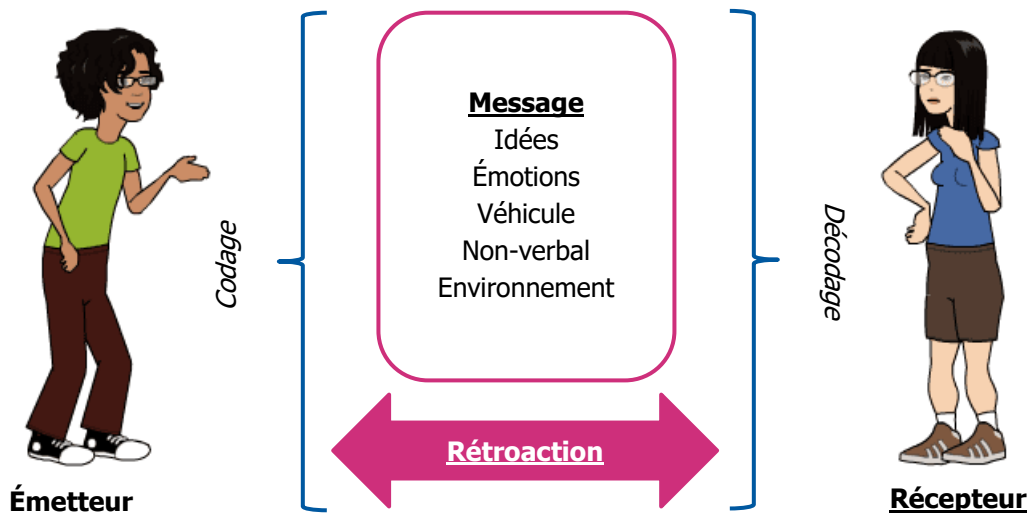 Message
Idées
Émotions
Véhicule
Non-verbal
Environnement
Codage
Décodage
Rétroaction
Émetteur
Récepteur